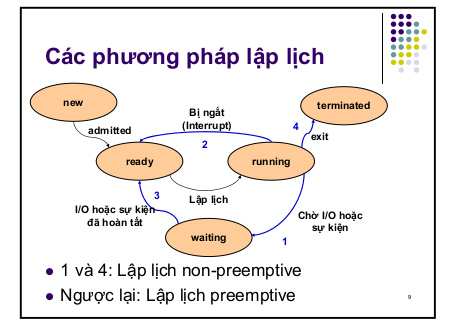 Các phương pháp lập lịch
new
terminated
Bị ngắt
(Interrupt)
4
admitted
exit
2
ready
running
3
Lập lịch
I/O hoặc sự kiện
đã hoàn tất
Chờ I/O hoặc
sự kiện
waiting
1
1 và 4: Lập lịch non-preemptive
Ngược lại: Lập lịch preemptive
9